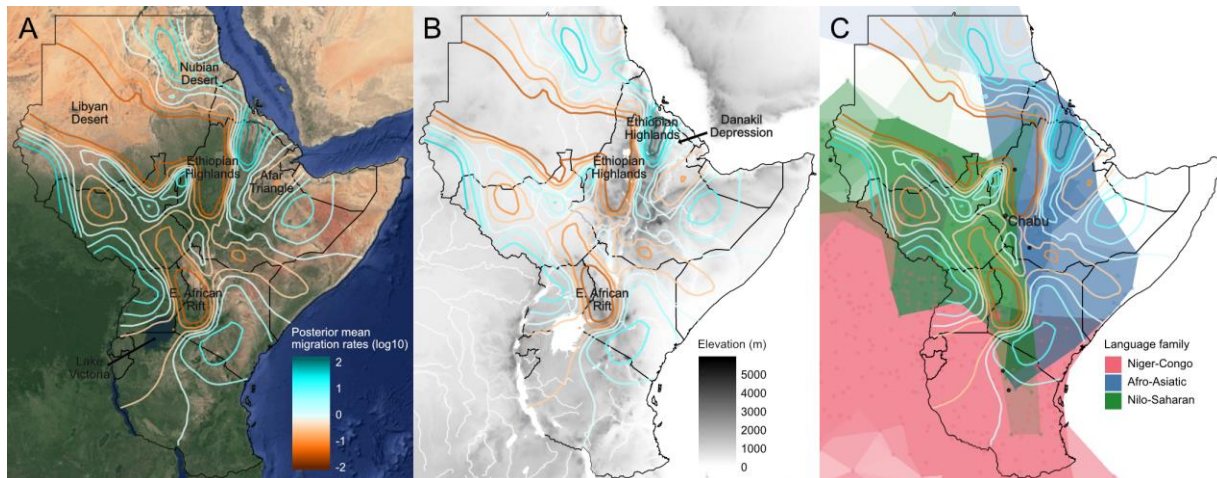 A
Nubian
Desert
Libyan
Desert
Ethiopian
Highlands
Afar
Triangle
E. African
Rift
Lake
Victoria
Posterior mean
migration rates (log10)
2
1
0
-1
-2
B
Ethiopian
Highlands
Danakil
Depression
Ethiopian
Highlands
E. African
Rift
Elevation (m)
5000
4000
3000
2000
1000
0
C
Chabu
Language family
Niger-Congo
Afro-Asiatic
Nilo-Saharan